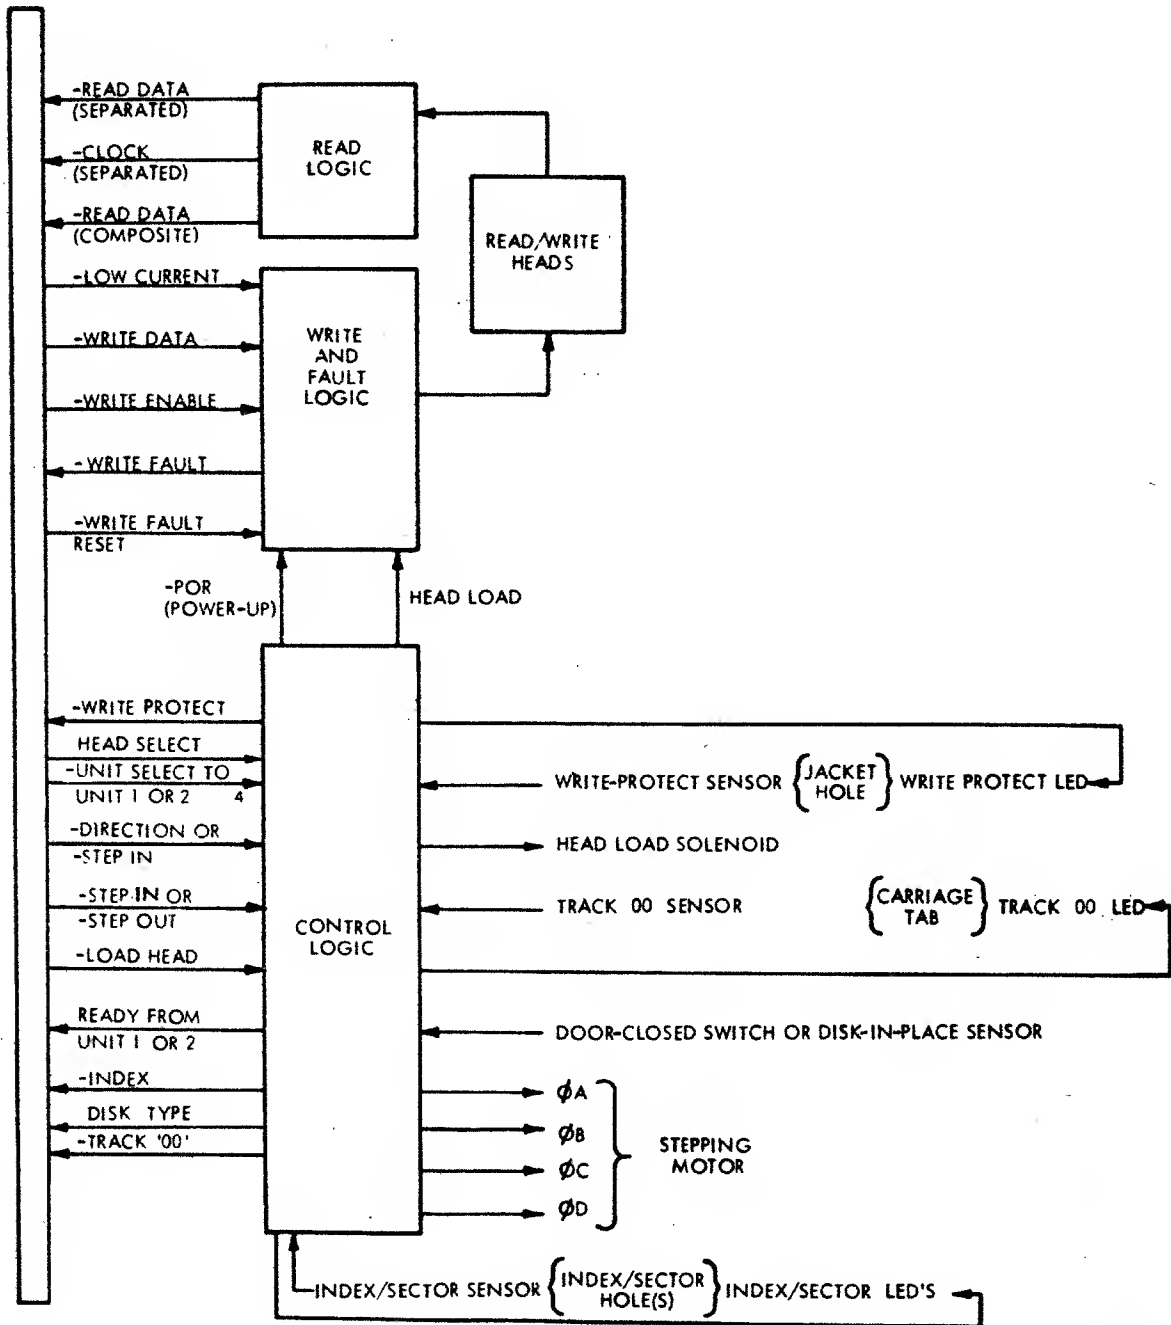 -READ DATA
(SEPARATED)
-CLOCK
(SEPARATED)
-READ DATA
(COMPOSITE)
READ
LOGIC
READ/WRITE
HEADS
-LOW CURRENT
-WRITE DATA
-WRITE ENABLE
-WRITE FAULT
-WRITE FAULT
RESET
WRITE
AND
FAULT
LOGIC
-POR
(POWER-UP)
HEAD LOAD
-WRITE PROTECT
HEAD SELECT
-UNIT SELECT TO
UNIT 1 OR 2 4
-DIRECTION OR
-STEP IN
-STEP IN OR
-STEP OUT
-LOAD HEAD
READY FROM
UNIT 1 OR 2
-INDEX
DISK TYPE
-TRACK '00'
CONTROL
LOGIC
WRITE-PROTECT SENSOR {JACKET HOLE} WRITE PROTECT LED
HEAD LOAD SOLENOID
TRACK 00 SENSOR {CARRIAGE TAB} TRACK 00 LED
DOOR-CLOSED SWITCH OR DISK-IN-PLACE SENSOR
ØA
ØB
ØC
ØD
STEPPING
MOTOR
INDEX/SECTOR SENSOR {INDEX/SECTOR HOLE(S)} INDEX/SECTOR LED'S